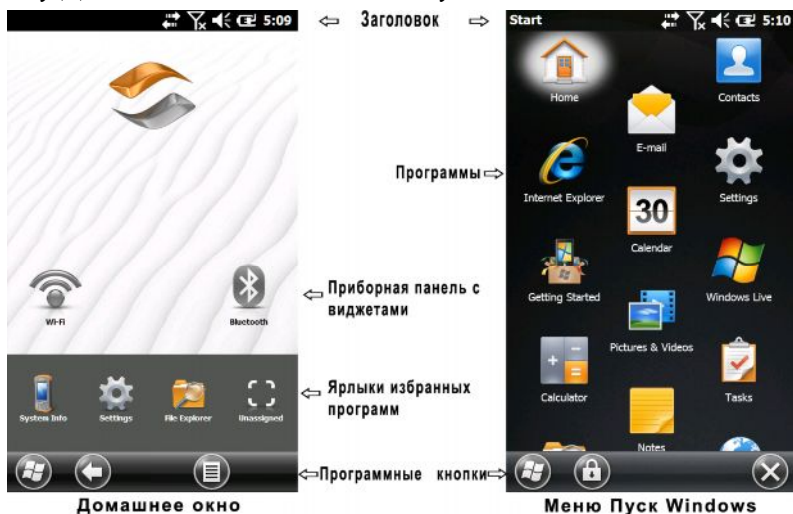 5:09
Заголовок
Start
5:10
Home
Contacts
E-mail
Программы
Internet Explorer
Settings
30
Calendar
Приборная панель с
виджетами
Wi-Fi
Bluetooth
Getting Started
Windows Live
Pictures & Videos
Ярлыки избранных
программ
System Info
Settings
File Explorer
Unassigned
Calculator
Tasks
Notes
Программные кнопки
Домашнее окно
Меню Пуск Windows